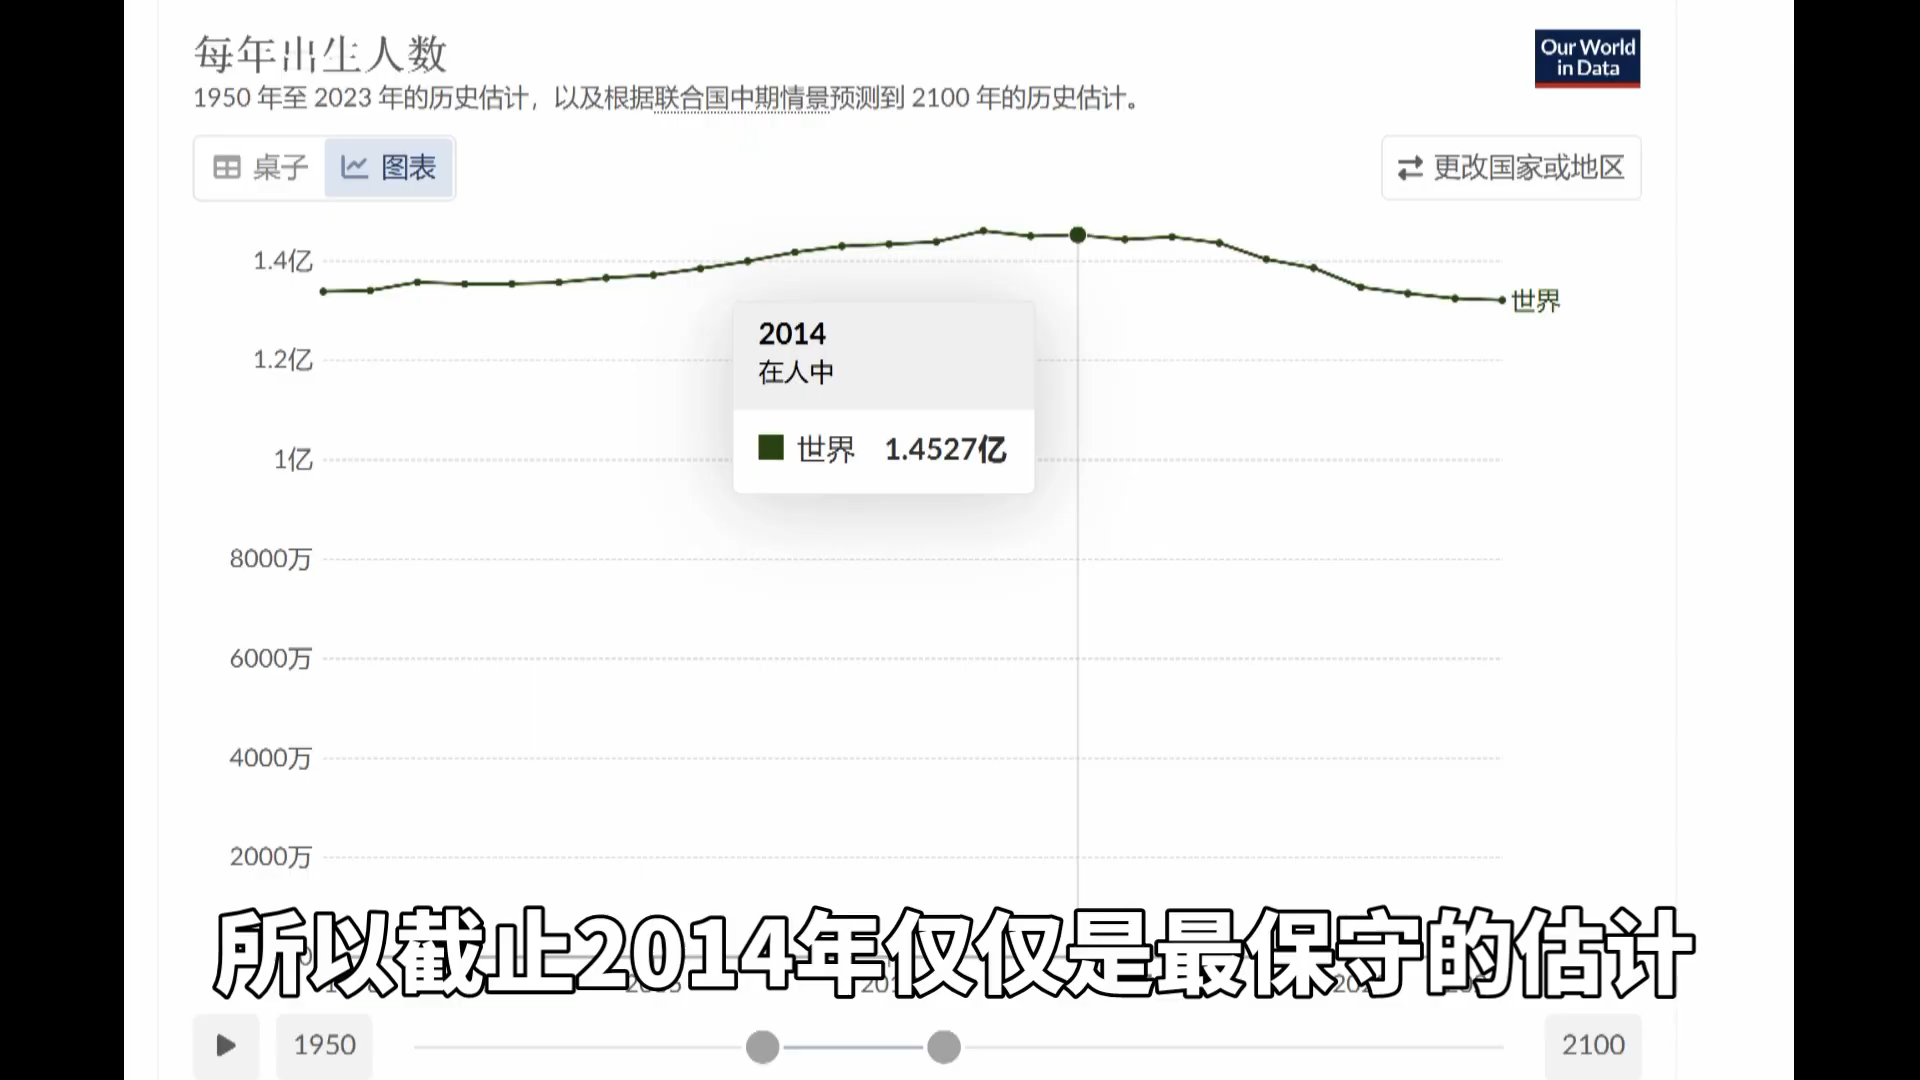 每年出生人数
Our World
in Data
1950 年至 2023 年的历史估计，以及根据联合国中期情景预测到 2100 年的历史估计。
桌子
图表
更改国家或地区
1.4亿
世界
2014
在人中
1.2亿
世界 1.4527亿
1亿
8000万
6000万
4000万
2000万
所以截止2014年仅仅是最保守的估计
1950
2100